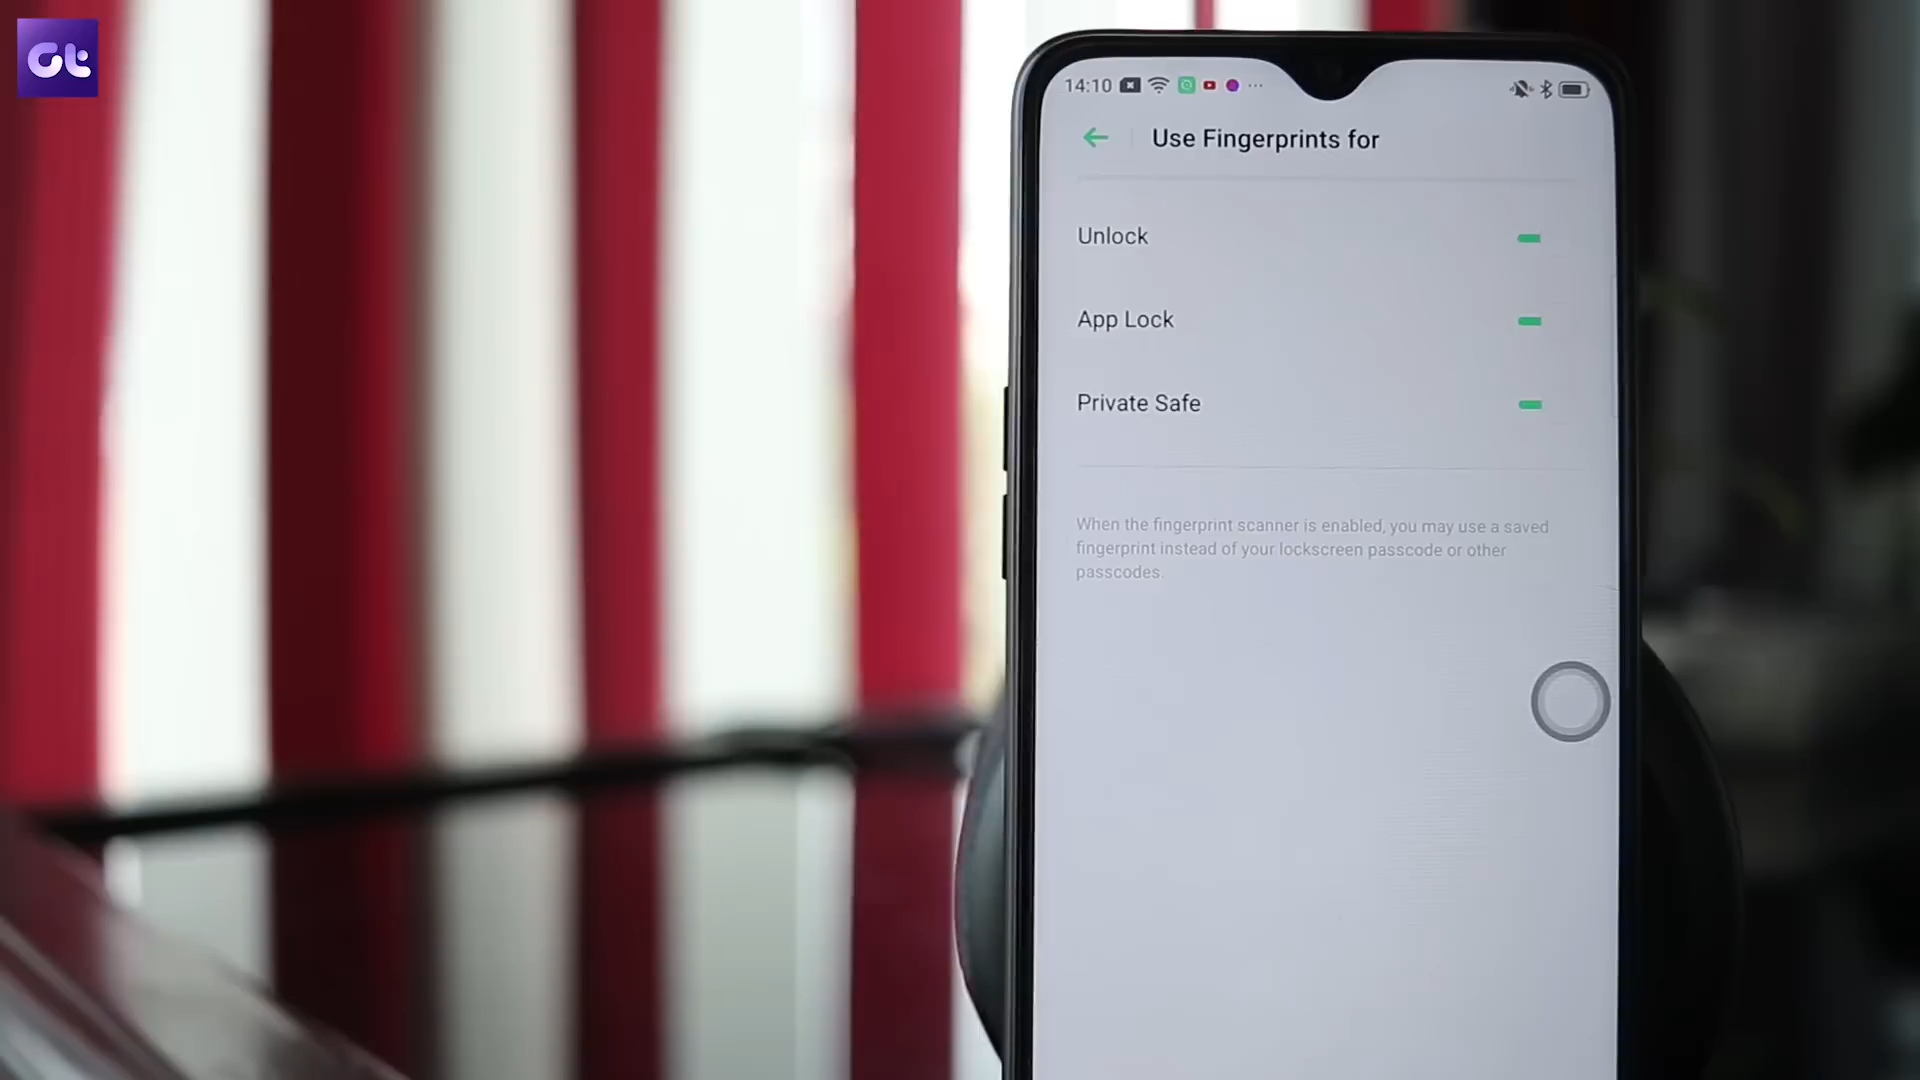 Gt
14:10
Use Fingerprints for
Unlock
App Lock
Private Safe
When the fingerprint scanner is enabled, you may use a saved
fingerprint instead of your lockscreen passcode or other
passcodes.